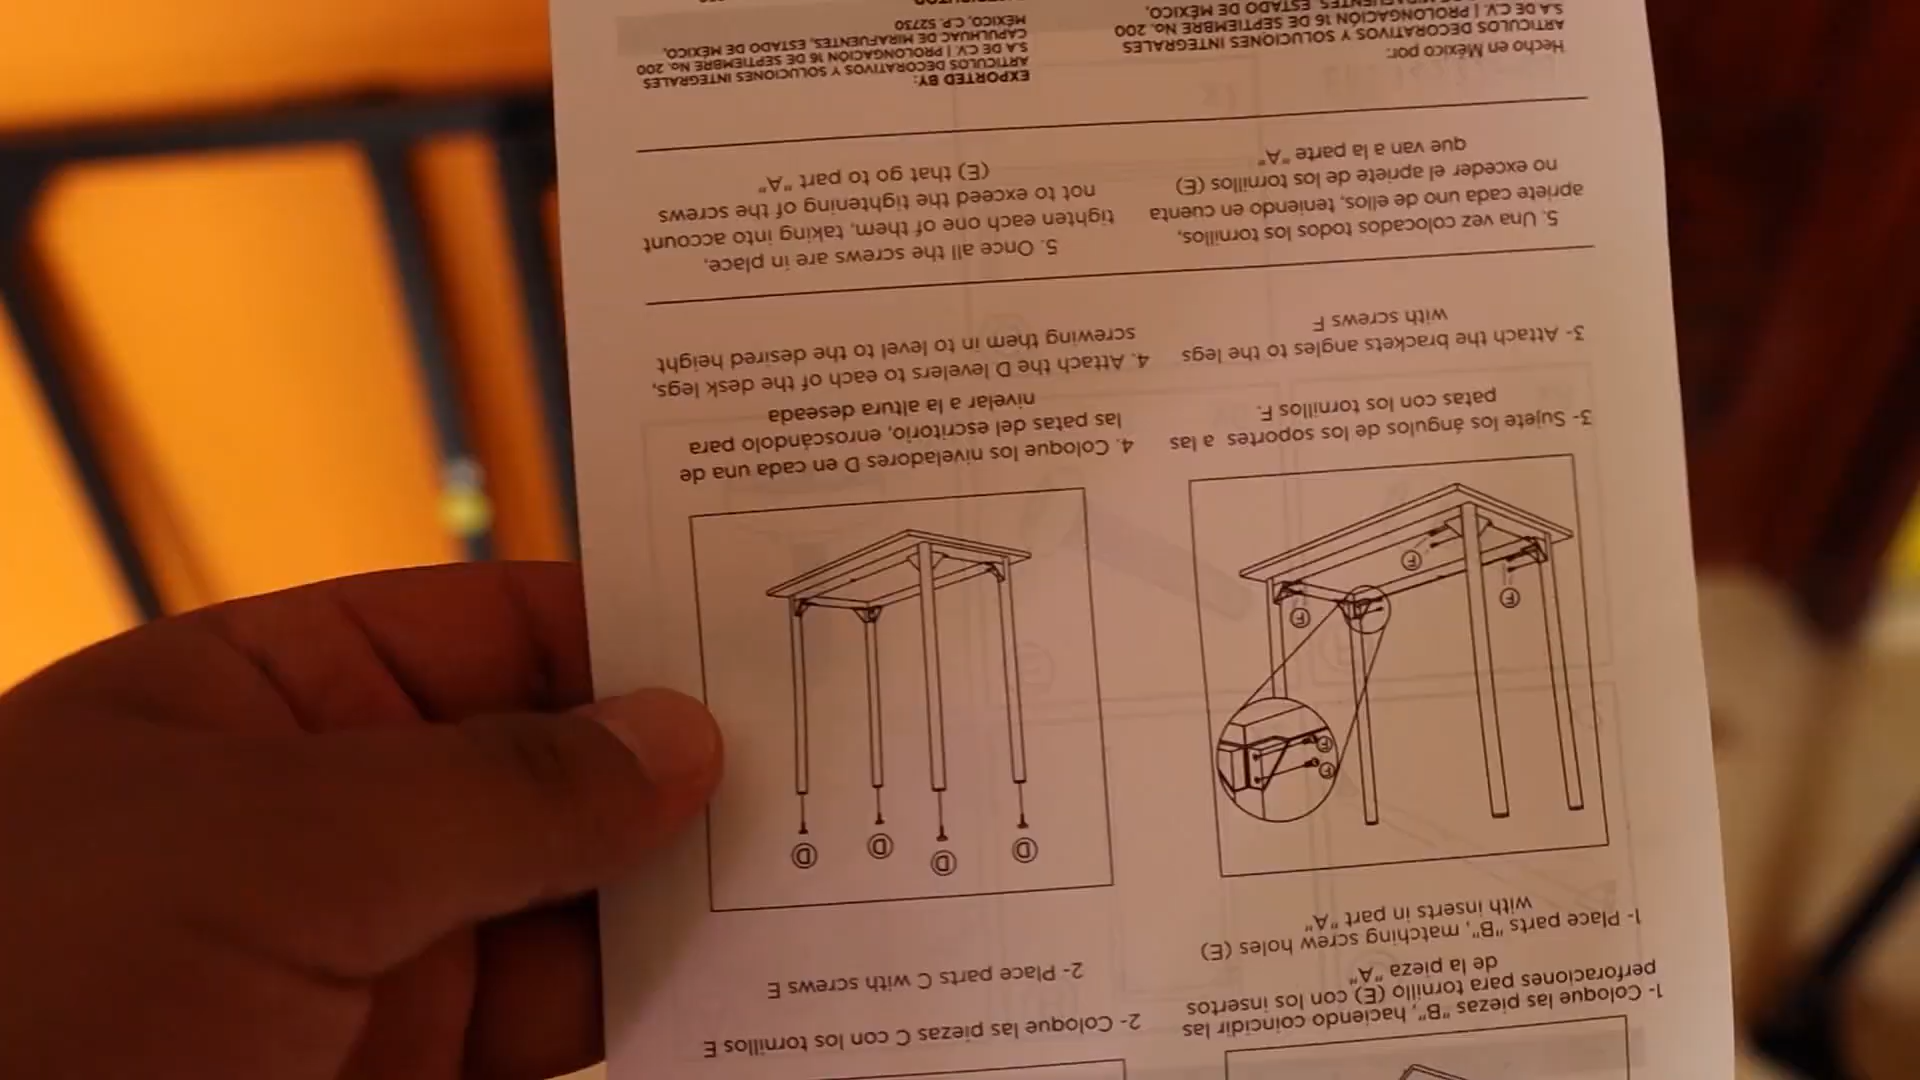 1- Coloque las piezas "B", haciendo coincidir las
perforaciones para tornillo (E) con los insertos
de la pieza "A"
1- Place parts "B", matching screw holes (E)
with inserts in part "A"
2- Coloque las piezas C con los tornillos E
2- Place parts C with screws E
F
F
F
F
F
3- Sujete los ángulos de los soportes a las
patas con los tornillos F.
3- Attach the brackets angles to the legs
with screws F
D
D
D
D
4. Coloque los niveladores D en cada una de
las patas del escritorio, enroscándolo para
nivelar a la altura deseada
4. Attach the D levelers to each of the desk legs,
screwing them in to level to the desired height
5. Una vez colocados todos los tornillos,
apriete cada uno de ellos, teniendo en cuenta
no exceder el apriete de los tornillos (E)
que van a la parte "A"
5. Once all the screws are in place,
tighten each one of them, taking into account
not to exceed the tightening of the screws
(E) that go to part "A"
Hecho en México por:
ARTICULOS DECORATIVOS Y SOLUCIONES INTEGRALES
S.A DE CV. | PROLONGACIÓN 16 DE SEPTIEMBRE No. 200
ESTADO DE MÉXICO,
EXPORTED BY:
ARTICULOS DECORATIVOS Y SOLUCIONES INTEGRALES
S.A DE CV. | PROLONGACIÓN 16 DE SEPTIEMBRE No. 200
CAPULHUAC DE MIRAFUENTES, ESTADO DE MÉXICO,
MÉXICO, C.P. 52730